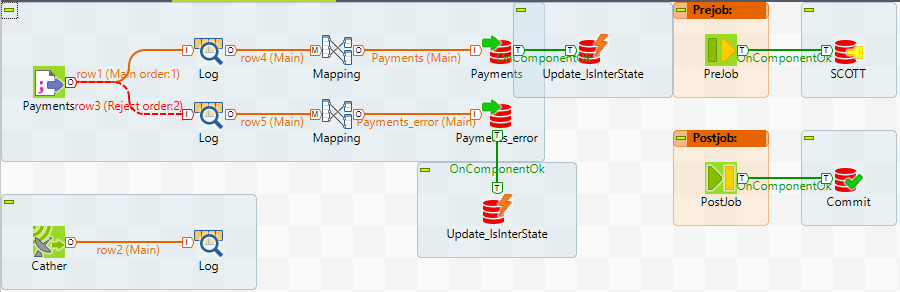 Prejob:
row1 (Main order:1)
Log
row4 (Main)
Mapping
Payments (Main)
Payments
OnComponentOk
Update_IsInterState
PreJob
OnComponentOk
SCOTT
Payments
row3 (Reject order:2)
Log
row5 (Main)
Mapping
Payments_error (Main)
Payments_error
Postjob:
OnComponentOk
PostJob
OnComponentOk
Commit
Update_IsInterState
Cather
row2 (Main)
Log